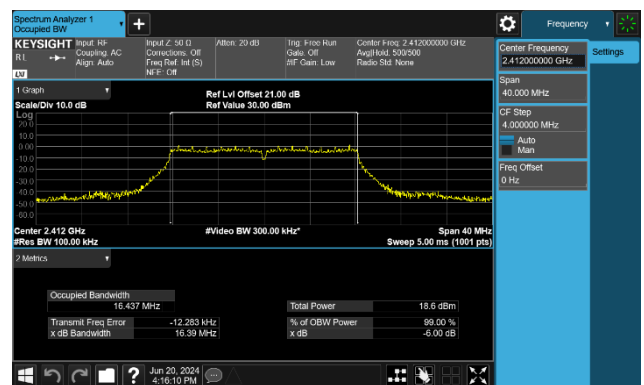 Spectrum Analyzer 1
Occupied BW
Frequency
KEYSIGHT
RL
LXI
Input: RF
Coupling: AC
Align: Auto
Input Z: 50 Ω
Corrections: Off
Freq Ref: Int (S)
NFE: Off
Atten: 20 dB
Trig: Free Run
Gate: Off
#IF Gain: Low
Center Freq: 2.412000000 GHz
Avg|Hold: 500/500
Radio Std: None
Center Frequency
2.412000000 GHz
Settings
Span
40.000 MHz
CF Step
4.000000 MHz
Auto
Man
Freq Offset
0 Hz
1 Graph
Scale/Div 10.0 dB
Ref Lvl Offset 21.00 dB
Ref Value 30.00 dBm
Log
20.0
10.0
0.00
-10.0
-20.0
-30.0
-40.0
-50.0
-60.0
Center 2.412 GHz
#Res BW 100.00 kHz
#Video BW 300.00 kHz*
Span 40 MHz
Sweep 5.00 ms (1001 pts)
2 Metrics
Occupied Bandwidth
16.437 MHz
Total Power 18.6 dBm
Transmit Freq Error -12.283 kHz
% of OBW Power 99.00 %
x dB Bandwidth 16.39 MHz
x dB -6.00 dB
?
Jun 20, 2024
4:16:10 PM